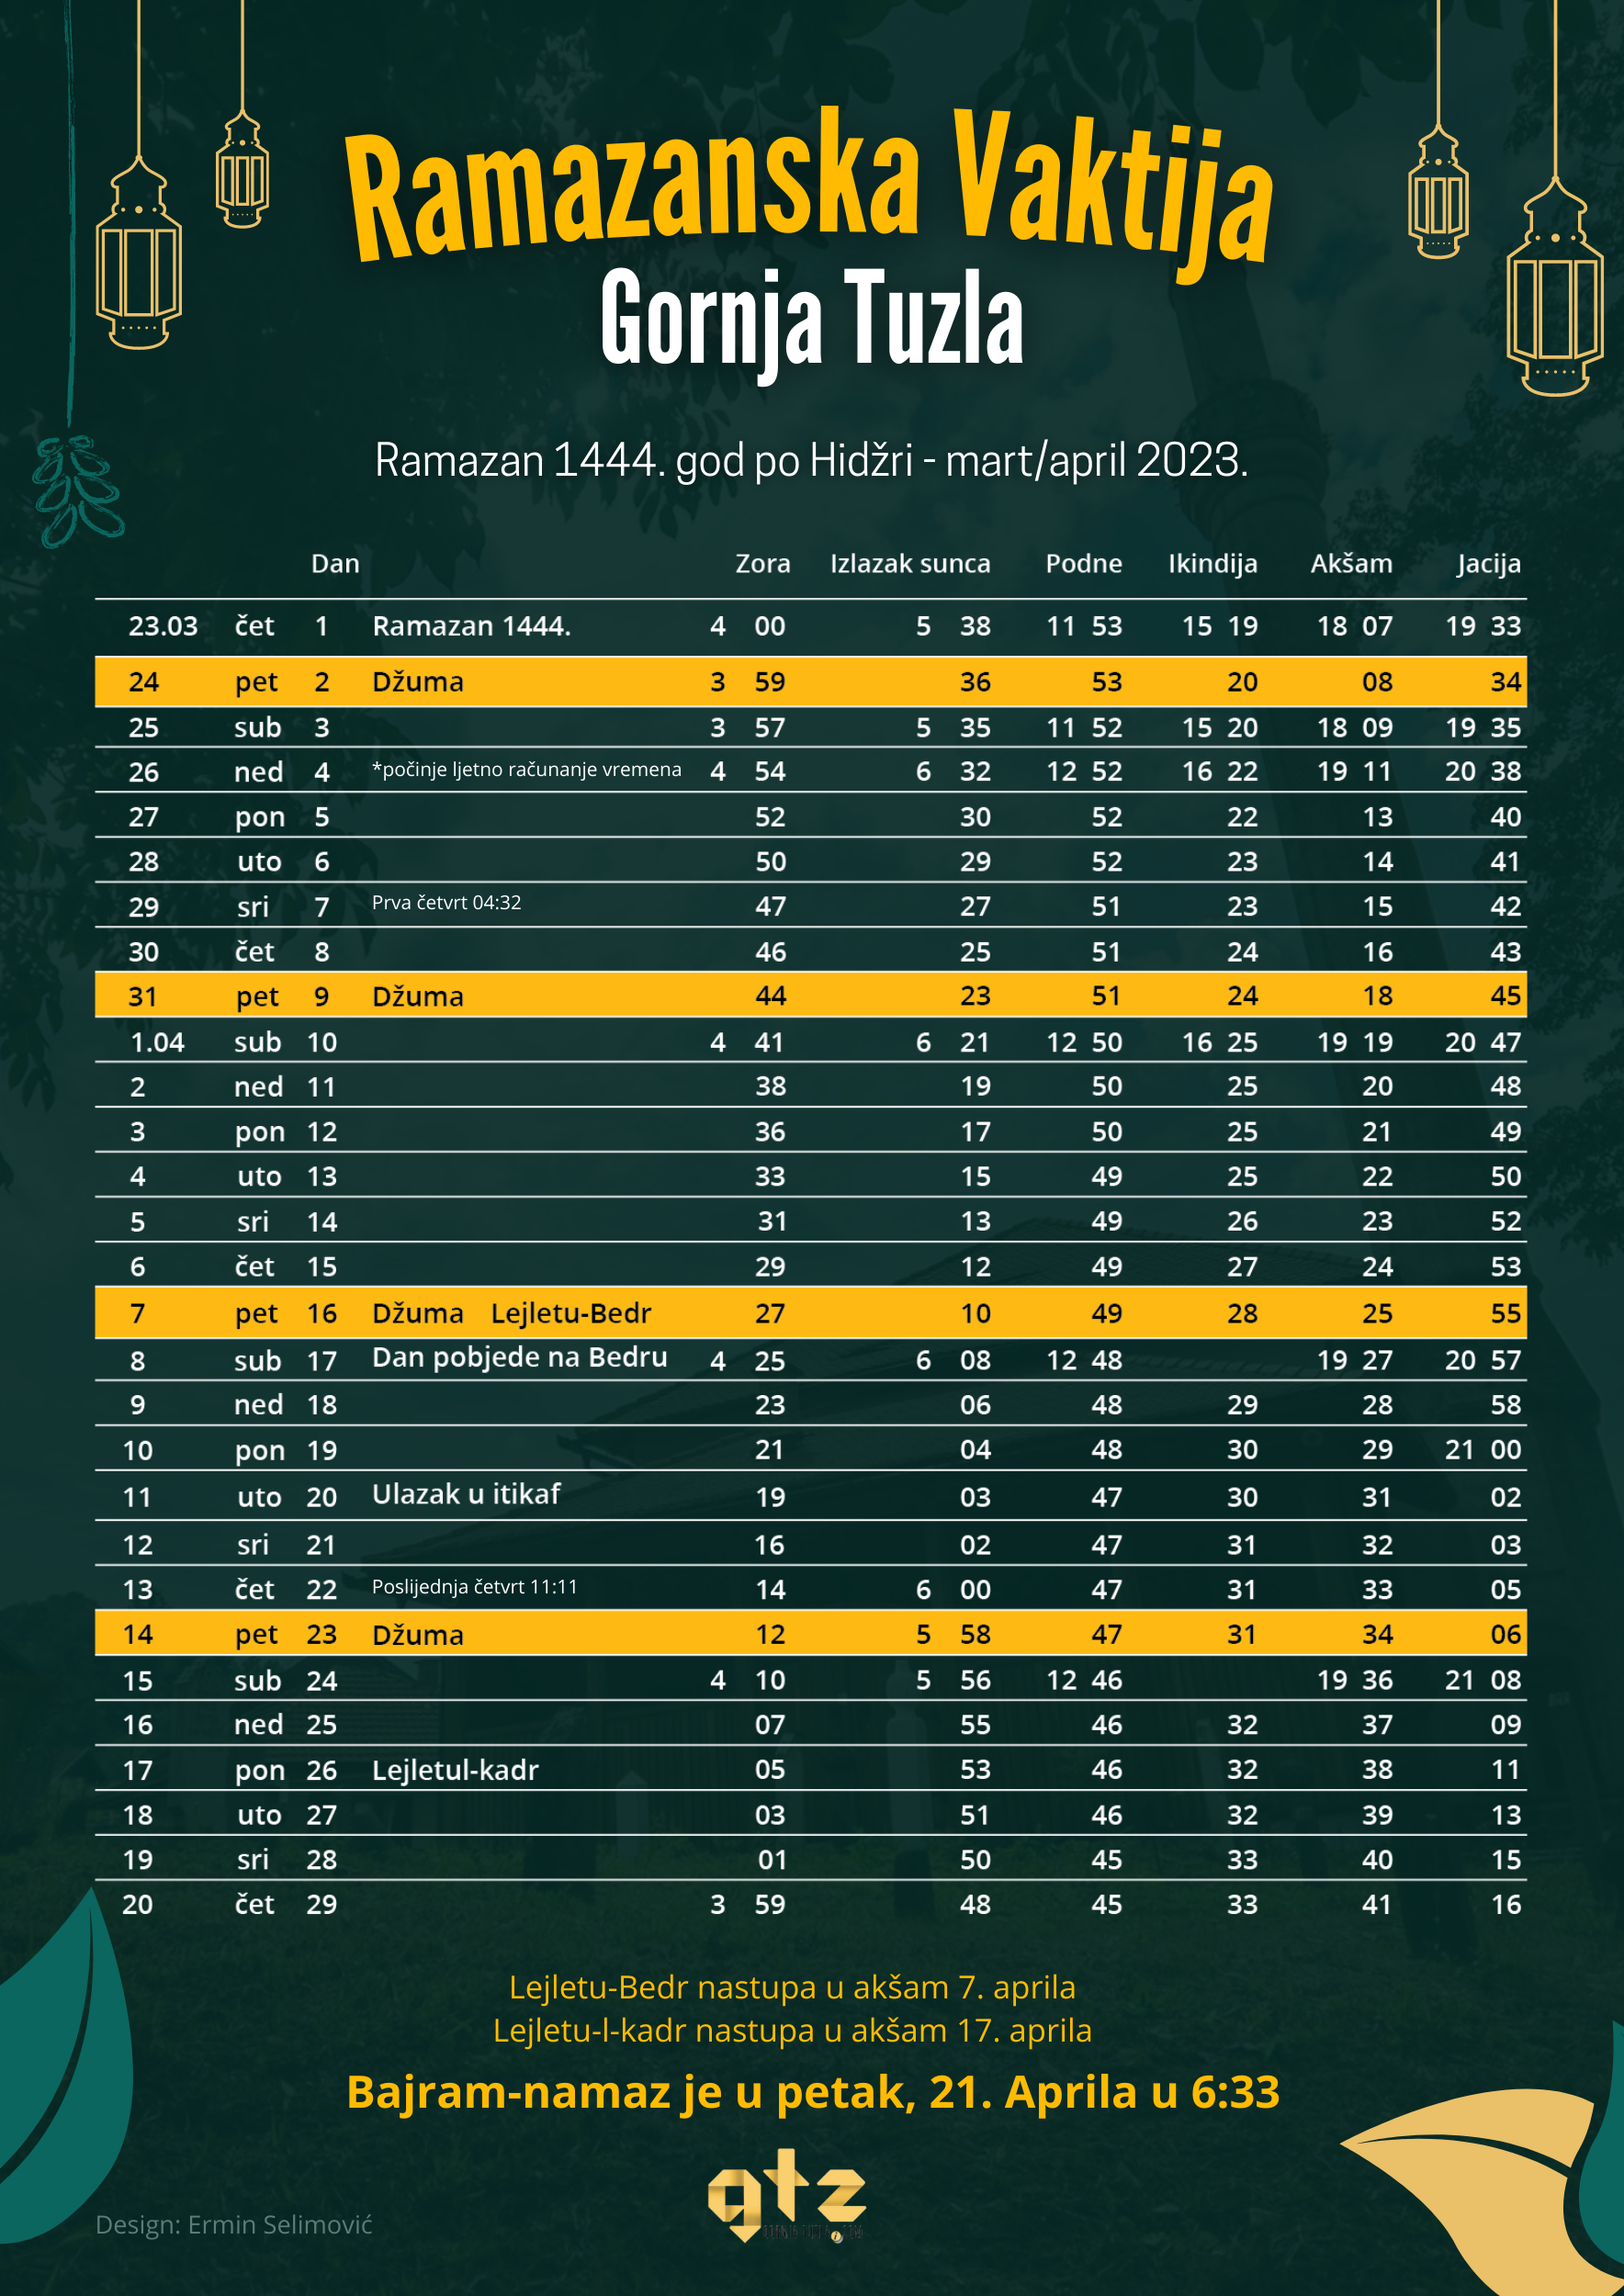 Ramazanska Vaktija
Gornja Tuzla
Ramazan 1444. god po Hidžri - mart/april 2023.
Dan Zora Izlazak sunca Podne Ikindija Akšam Jacija
23.03 čet 1 Ramazan 1444. 4 00 5 38 11 53 15 19 18 07 19 33
24 pet 2 Džuma 3 59 36 53 20 08 34
25 sub 3 3 57 5 35 11 52 15 20 18 09 19 35
26 ned 4 *počinje ljetno računanje vremena 4 54 6 32 12 52 16 22 19 11 20 38
27 pon 5 52 30 52 22 13 40
28 uto 6 50 29 52 23 14 41
29 sri 7 Prva četvrt 04:32 47 27 51 23 15 42
30 čet 8 46 25 51 24 16 43
31 pet 9 Džuma 44 23 51 24 18 45
1.04 sub 10 4 41 6 21 12 50 16 25 19 19 20 47
2 ned 11 38 19 50 25 20 48
3 pon 12 36 17 50 25 21 49
4 uto 13 33 15 49 25 22 50
5 sri 14 31 13 49 26 23 52
6 čet 15 29 12 49 27 24 53
7 pet 16 Džuma Lejletu-Bedr 27 10 49 28 25 55
8 sub 17 Dan pobjede na Bedru 4 25 6 08 12 48 19 27 20 57
9 ned 18 23 06 48 29 28 58
10 pon 19 21 04 48 30 29 21 00
11 uto 20 Ulazak u itikaf 19 03 47 30 31 02
12 sri 21 16 02 47 31 32 03
13 čet 22 Poslijednja četvrt 11:11 14 6 00 47 31 33 05
14 pet 23 Džuma 12 5 58 47 31 34 06
15 sub 24 4 10 5 56 12 46 19 36 21 08
16 ned 25 07 55 46 32 37 09
17 pon 26 Lejletul-kadr 05 53 46 32 38 11
18 uto 27 03 51 46 32 39 13
19 sri 28 01 50 45 33 40 15
20 čet 29 3 59 48 45 33 41 16
Lejletu-Bedr nastupa u akšam 7. aprila
Lejletu-l-kadr nastupa u akšam 17. aprila
Bajram-namaz je u petak, 21. Aprila u 6:33
gtz
Design: Ermin Selimović